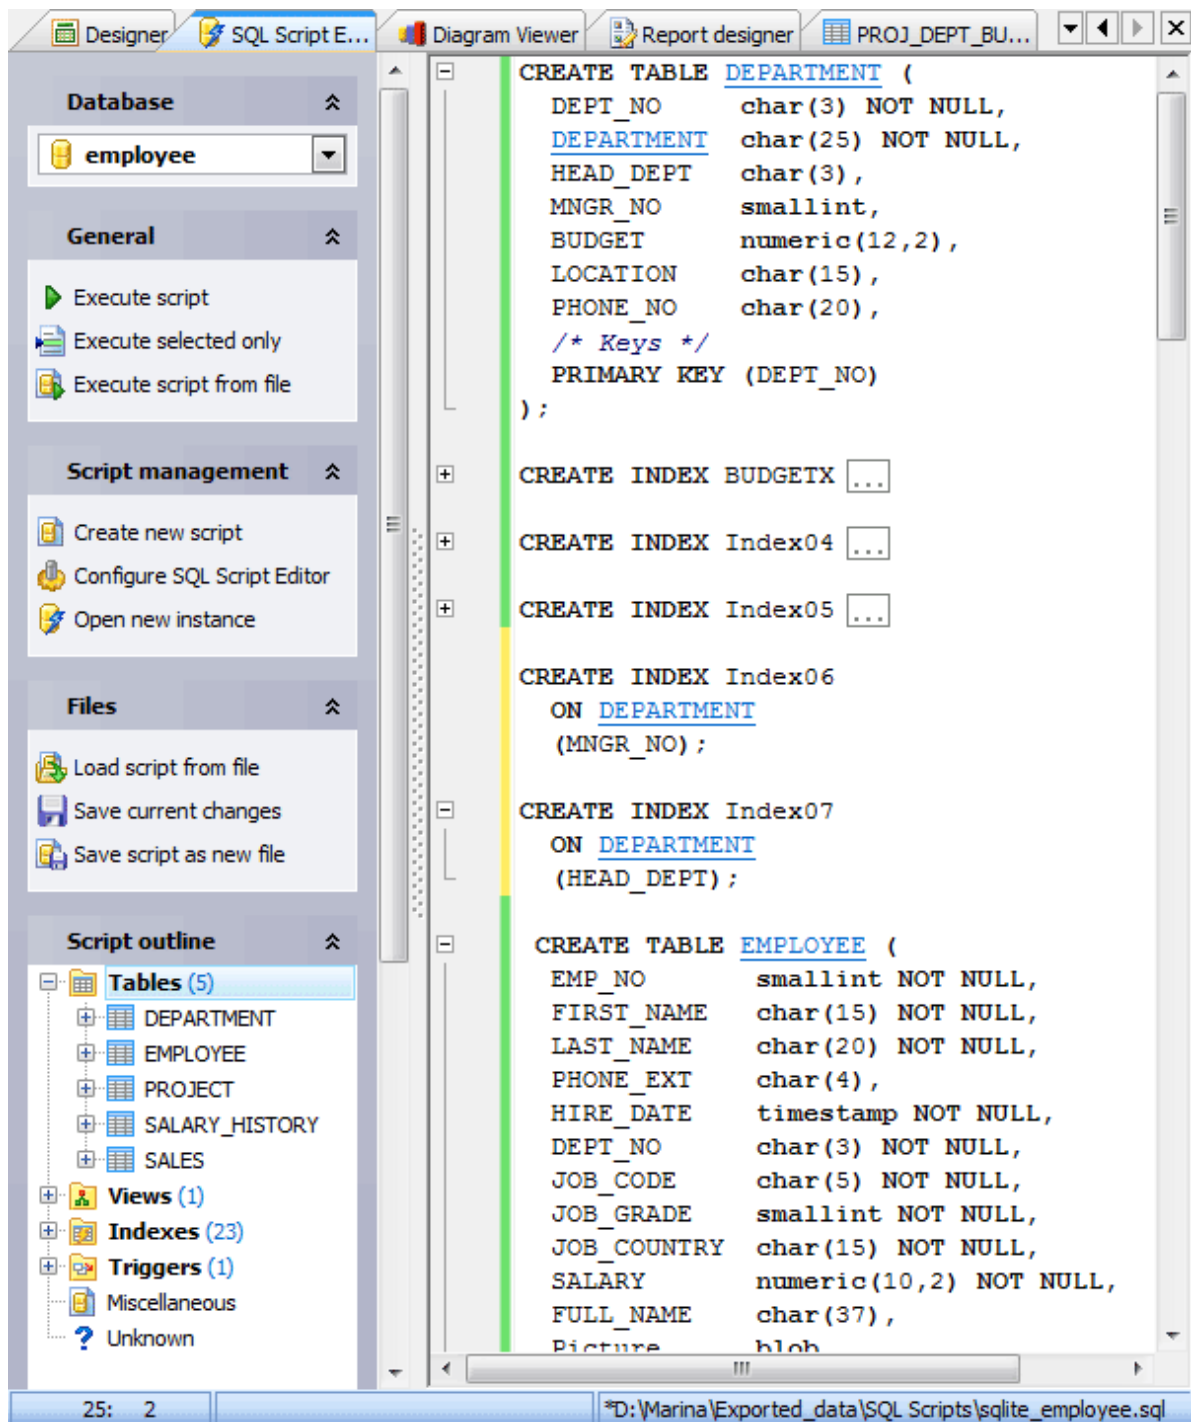 Designer SQL Script E... Diagram Viewer Report designer PROJ_DEPT_BU...
Database
employee
General
Execute script
Execute selected only
Execute script from file
Script management
Create new script
Configure SQL Script Editor
Open new instance
Files
Load script from file
Save current changes
Save script as new file
Script outline
Tables (5)
DEPARTMENT
EMPLOYEE
PROJECT
SALARY_HISTORY
SALES
Views (1)
Indexes (23)
Triggers (1)
Miscellaneous
? Unknown
CREATE TABLE DEPARTMENT (
DEPT_NO char(3) NOT NULL,
DEPARTMENT char(25) NOT NULL,
HEAD_DEPT char(3),
MNGR_NO smallint,
BUDGET numeric(12,2),
LOCATION char(15),
PHONE_NO char(20),
/* Keys */
PRIMARY KEY (DEPT_NO)
);
CREATE INDEX BUDGETX ...
CREATE INDEX Index04 ...
CREATE INDEX Index05 ...
CREATE INDEX Index06
ON DEPARTMENT
(MNGR_NO);
CREATE INDEX Index07
ON DEPARTMENT
(HEAD_DEPT);
CREATE TABLE EMPLOYEE (
EMP_NO smallint NOT NULL,
FIRST_NAME char(15) NOT NULL,
LAST_NAME char(20) NOT NULL,
PHONE_EXT char(4),
HIRE_DATE timestamp NOT NULL,
DEPT_NO char(3) NOT NULL,
JOB_CODE char(5) NOT NULL,
JOB_GRADE smallint NOT NULL,
JOB_COUNTRY char(15) NOT NULL,
SALARY numeric(10,2) NOT NULL,
FULL_NAME char(37),
Picture blob
25: 2 *D:\Marina\Exported_data\SQL Scripts\sqlite_employee.sql